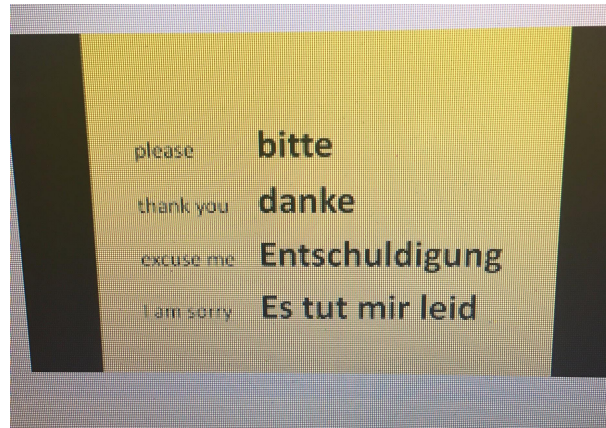 please bitte
thank you danke
excuse me Entschuldigung
I am sorry Es tut mir leid